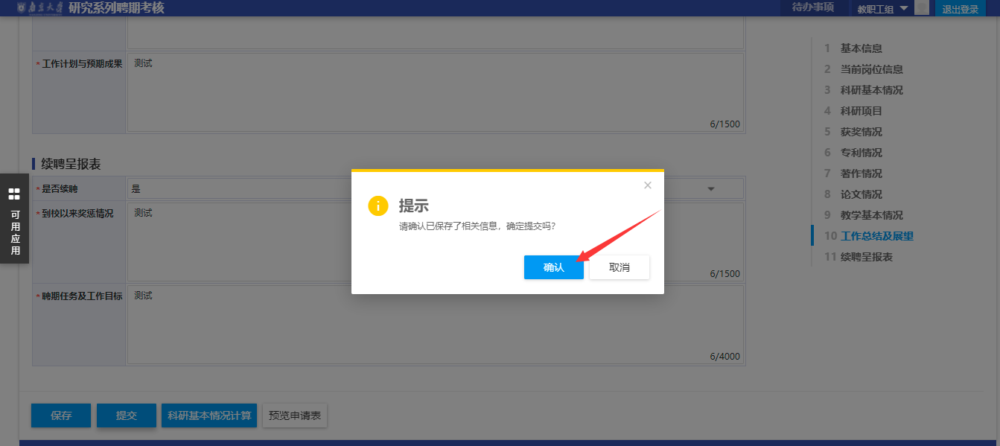 南京大学 研究系列聘期考核
待办事项
教职工组
退出登录
* 工作计划与预期成果
测试
6/1500
续聘呈报表
* 是否续聘
是
* 到校以来奖惩情况
测试
6/1500
* 聘期任务及工作目标
测试
6/4000
保存
提交
科研基本情况计算
预览申请表
可用应用
提示
请确认已保存了相关信息，确定提交吗？
确认
取消
1 基本信息
2 当前岗位信息
3 科研基本情况
4 科研项目
5 获奖情况
6 专利情况
7 著作情况
8 论文情况
9 教学基本情况
10 工作总结及展望
11 续聘呈报表